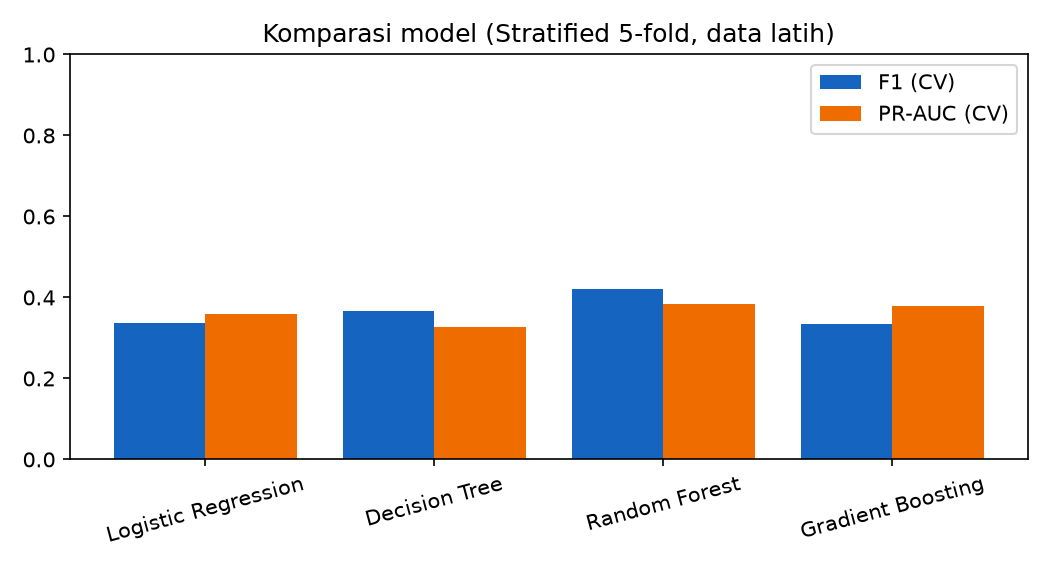 Komparasi model (Stratified 5-fold, data latih)
1.0
0.8
0.6
0.4
0.2
0.0
F1 (CV)
PR-AUC (CV)
Logistic Regression
Decision Tree
Random Forest
Gradient Boosting